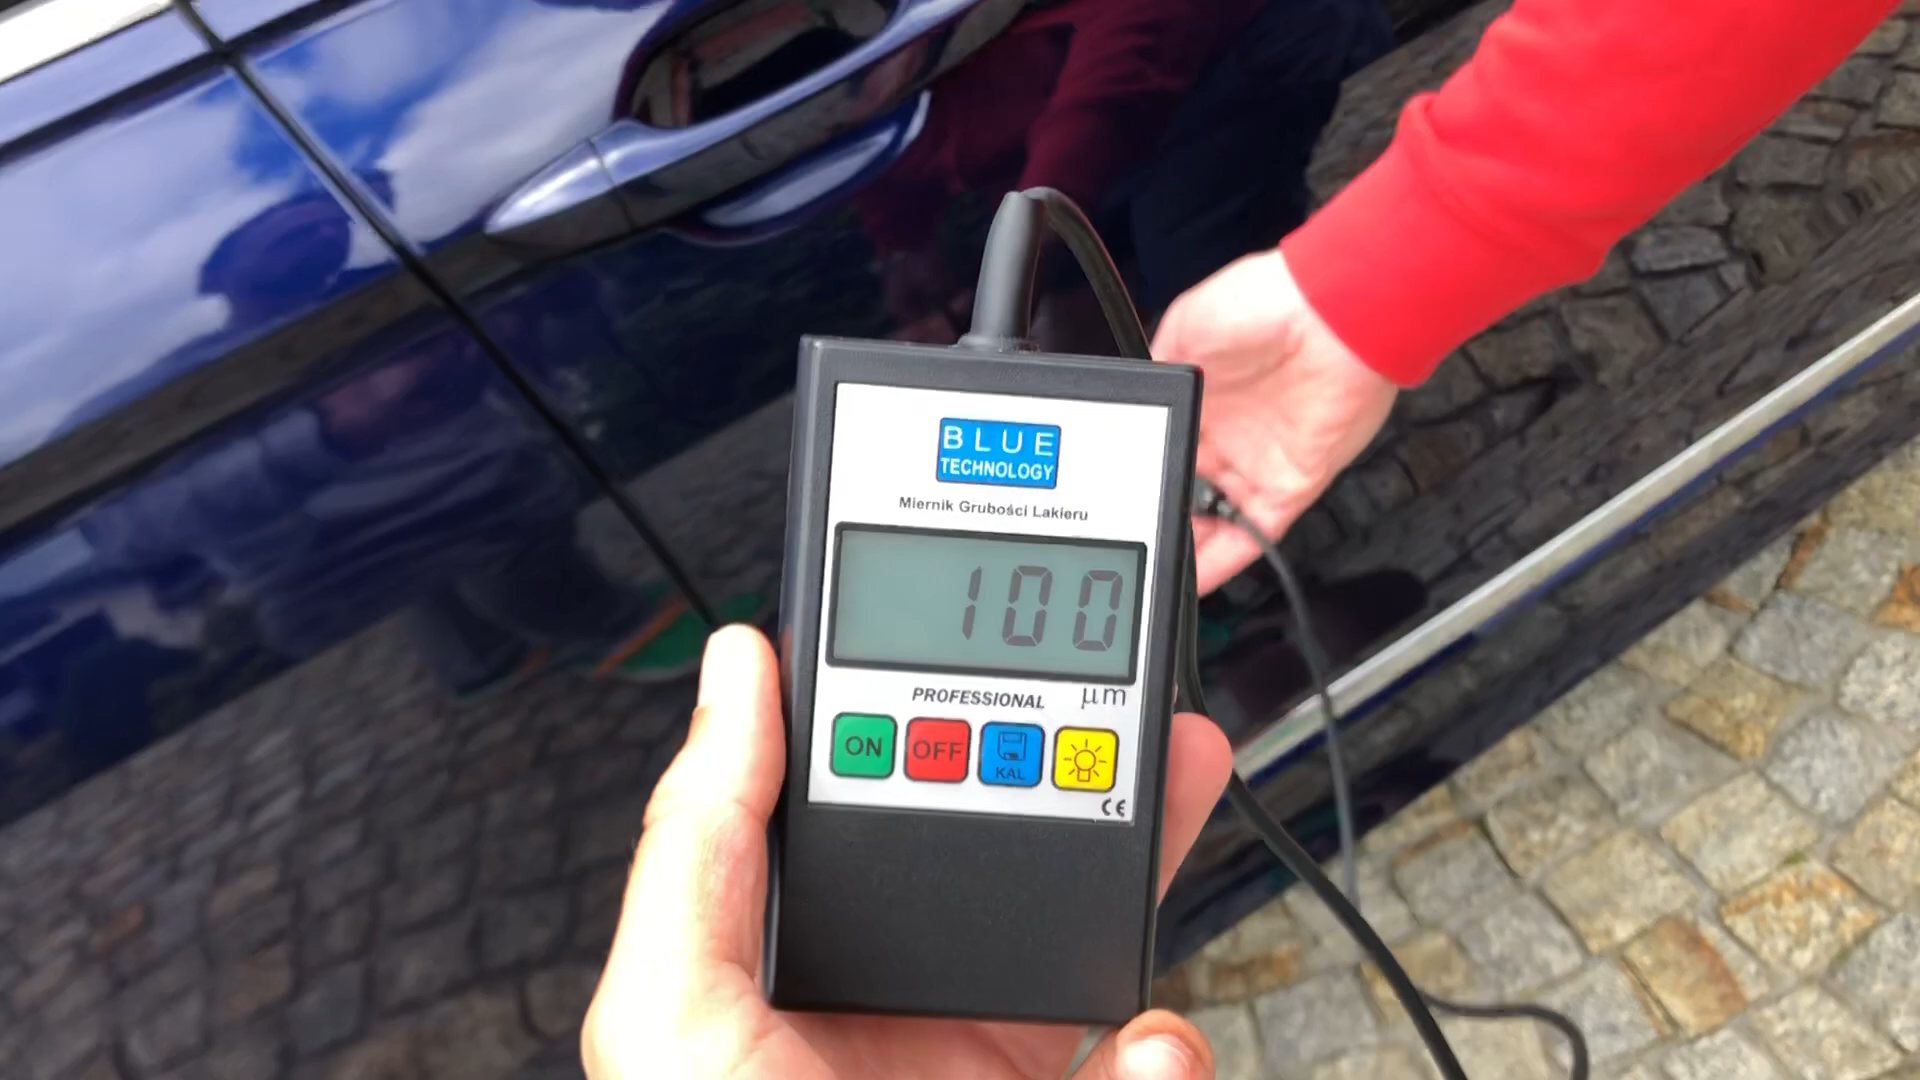 BLUE
TECHNOLOGY
Miernik Grubości Lakieru
100
PROFESSIONAL µm
ON OFF KAL
CE